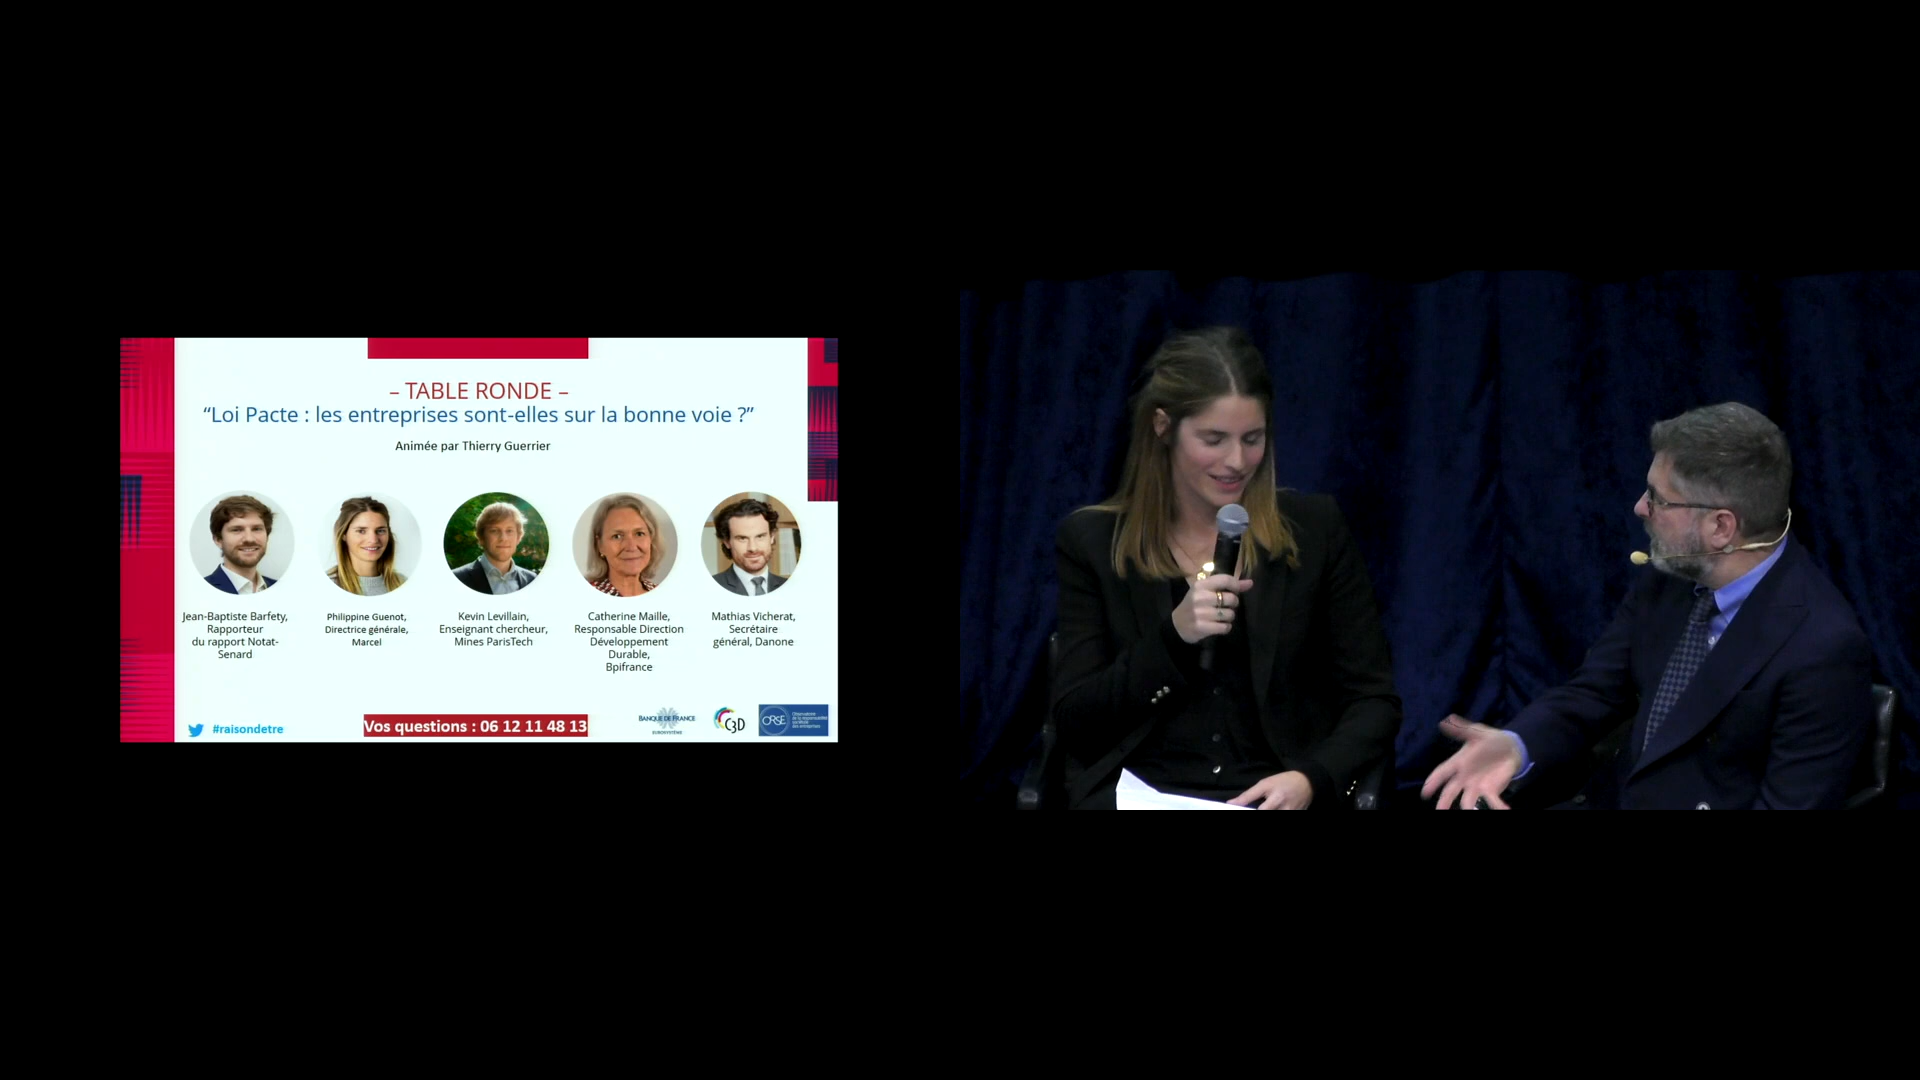 – TABLE RONDE –
“Loi Pacte : les entreprises sont-elles sur la bonne voie ?”
Animée par Thierry Guerrier
Jean-Baptiste Barfety,
Rapporteur
du rapport Notat-
Senard
Philippine Guenot,
Directrice générale,
Marcel
Kevin Levillain,
Enseignant chercheur,
Mines ParisTech
Catherine Maille,
Responsable Direction
Développement
Durable,
Bpifrance
Mathias Vicherat,
Secrétaire
général, Danone
#raisondetre
Vos questions : 06 12 11 48 13
BANQUE DE FRANCE
EUROSYSTÈME
C3D
ORSE